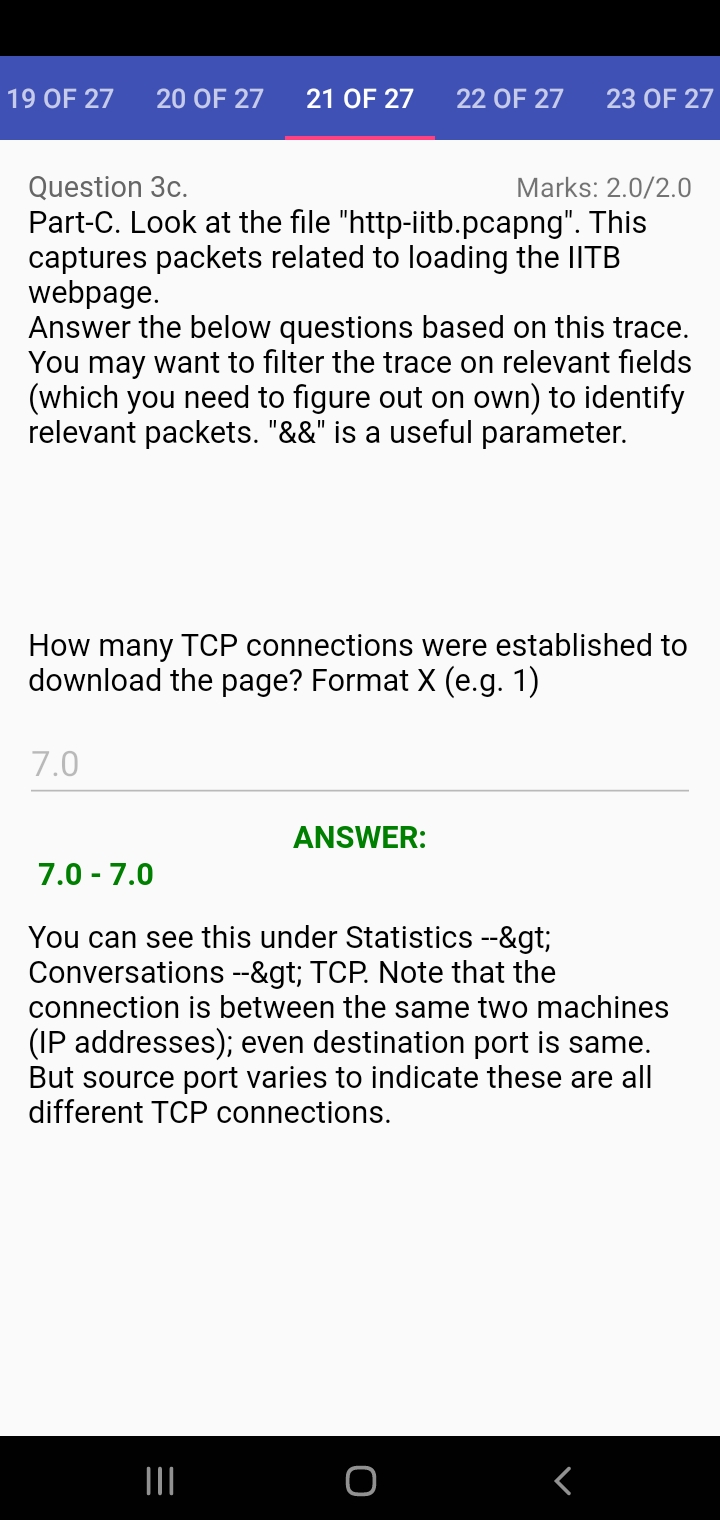 19 OF 27 20 OF 27 21 OF 27 22 OF 27 23 OF 27
Question 3c. Marks: 2.0/2.0
Part-C. Look at the file "http-iitb.pcapng". This
captures packets related to loading the IITB
webpage.
Answer the below questions based on this trace.
You may want to filter the trace on relevant fields
(which you need to figure out on own) to identify
relevant packets. "&&" is a useful parameter.
How many TCP connections were established to
download the page? Format X (e.g. 1)
7.0
ANSWER:
7.0 - 7.0
You can see this under Statistics --&gt;
Conversations --&gt; TCP. Note that the
connection is between the same two machines
(IP addresses); even destination port is same.
But source port varies to indicate these are all
different TCP connections.